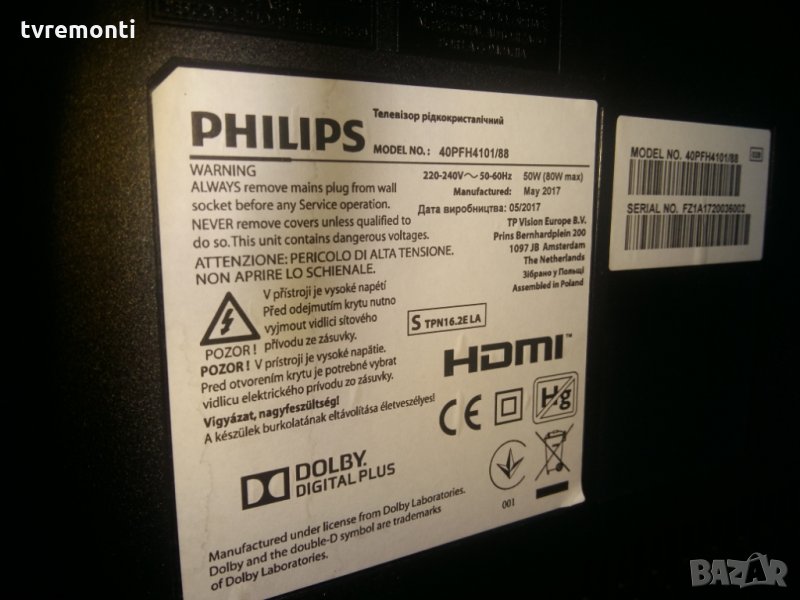 tvremonti
PHILIPS
Телевізор рідкокристалічний
MODEL NO.: 40PFH4101/88
WARNING
ALWAYS remove mains plug from wall
socket before any Service operation.
NEVER remove covers unless qualified to
do so. This unit contains dangerous voltages.
ATTENZIONE: PERICOLO DI ALTA TENSIONE.
NON APRIRE LO SCHIENALE.
220-240V～50-60Hz 50W (80W max)
Manufactured: May 2017
Дата виробництва: 05/2017
TP Vision Europe B.V.
Prins Bernhardplein 200
1097 JB Amsterdam
The Netherlands
Зібрано у Польщі
Assembled in Poland
V přístroji je vysoké napětí
Před odejmutím krytu nutno
vyjmout vidlici síťového
přívodu ze zásuvky.
POZOR !
POZOR ! V prístroji je vysoké napätie.
Pred otvorením krytu je potrebné vybrat
vidlicu elektrického prívodu zo zásuvky.
Vigyázat, nagyfeszültség!
A készülek burkolatának eltávolítása életveszélyes!
S TPN16.2E LA
HDMI™
CE
Hg
DOLBY.
DIGITAL PLUS
001
Manufactured under license from Dolby Laboratories.
Dolby and the double-D symbol are trademarks
of Dolby Laboratories.
MODEL NO. 40PFH4101/88
SERIAL NO. FZ1A1720036002
BAZAR